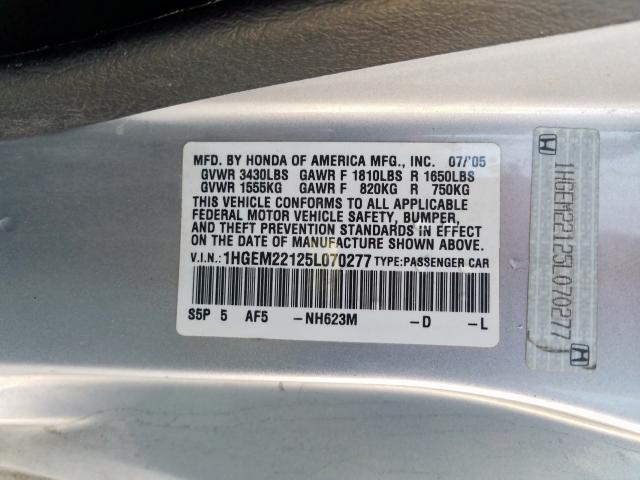 MFD. BY HONDA OF AMERICA MFG., INC. 07/'05
GVWR 3430LBS GAWR F 1810LBS R 1650LBS
GVWR 1555KG GAWR F 820KG R 750KG
THIS VEHICLE CONFORMS TO ALL APPLICABLE
FEDERAL MOTOR VEHICLE SAFETY, BUMPER,
AND THEFT PREVENTION STANDARDS IN EFFECT
ON THE DATE OF MANUFACTURE SHOWN ABOVE.
V.I.N.: 1HGEM22125L070277 TYPE:PASSENGER CAR
S5P 5 AF5 -NH623M -D -L
1HGEM22125L070277